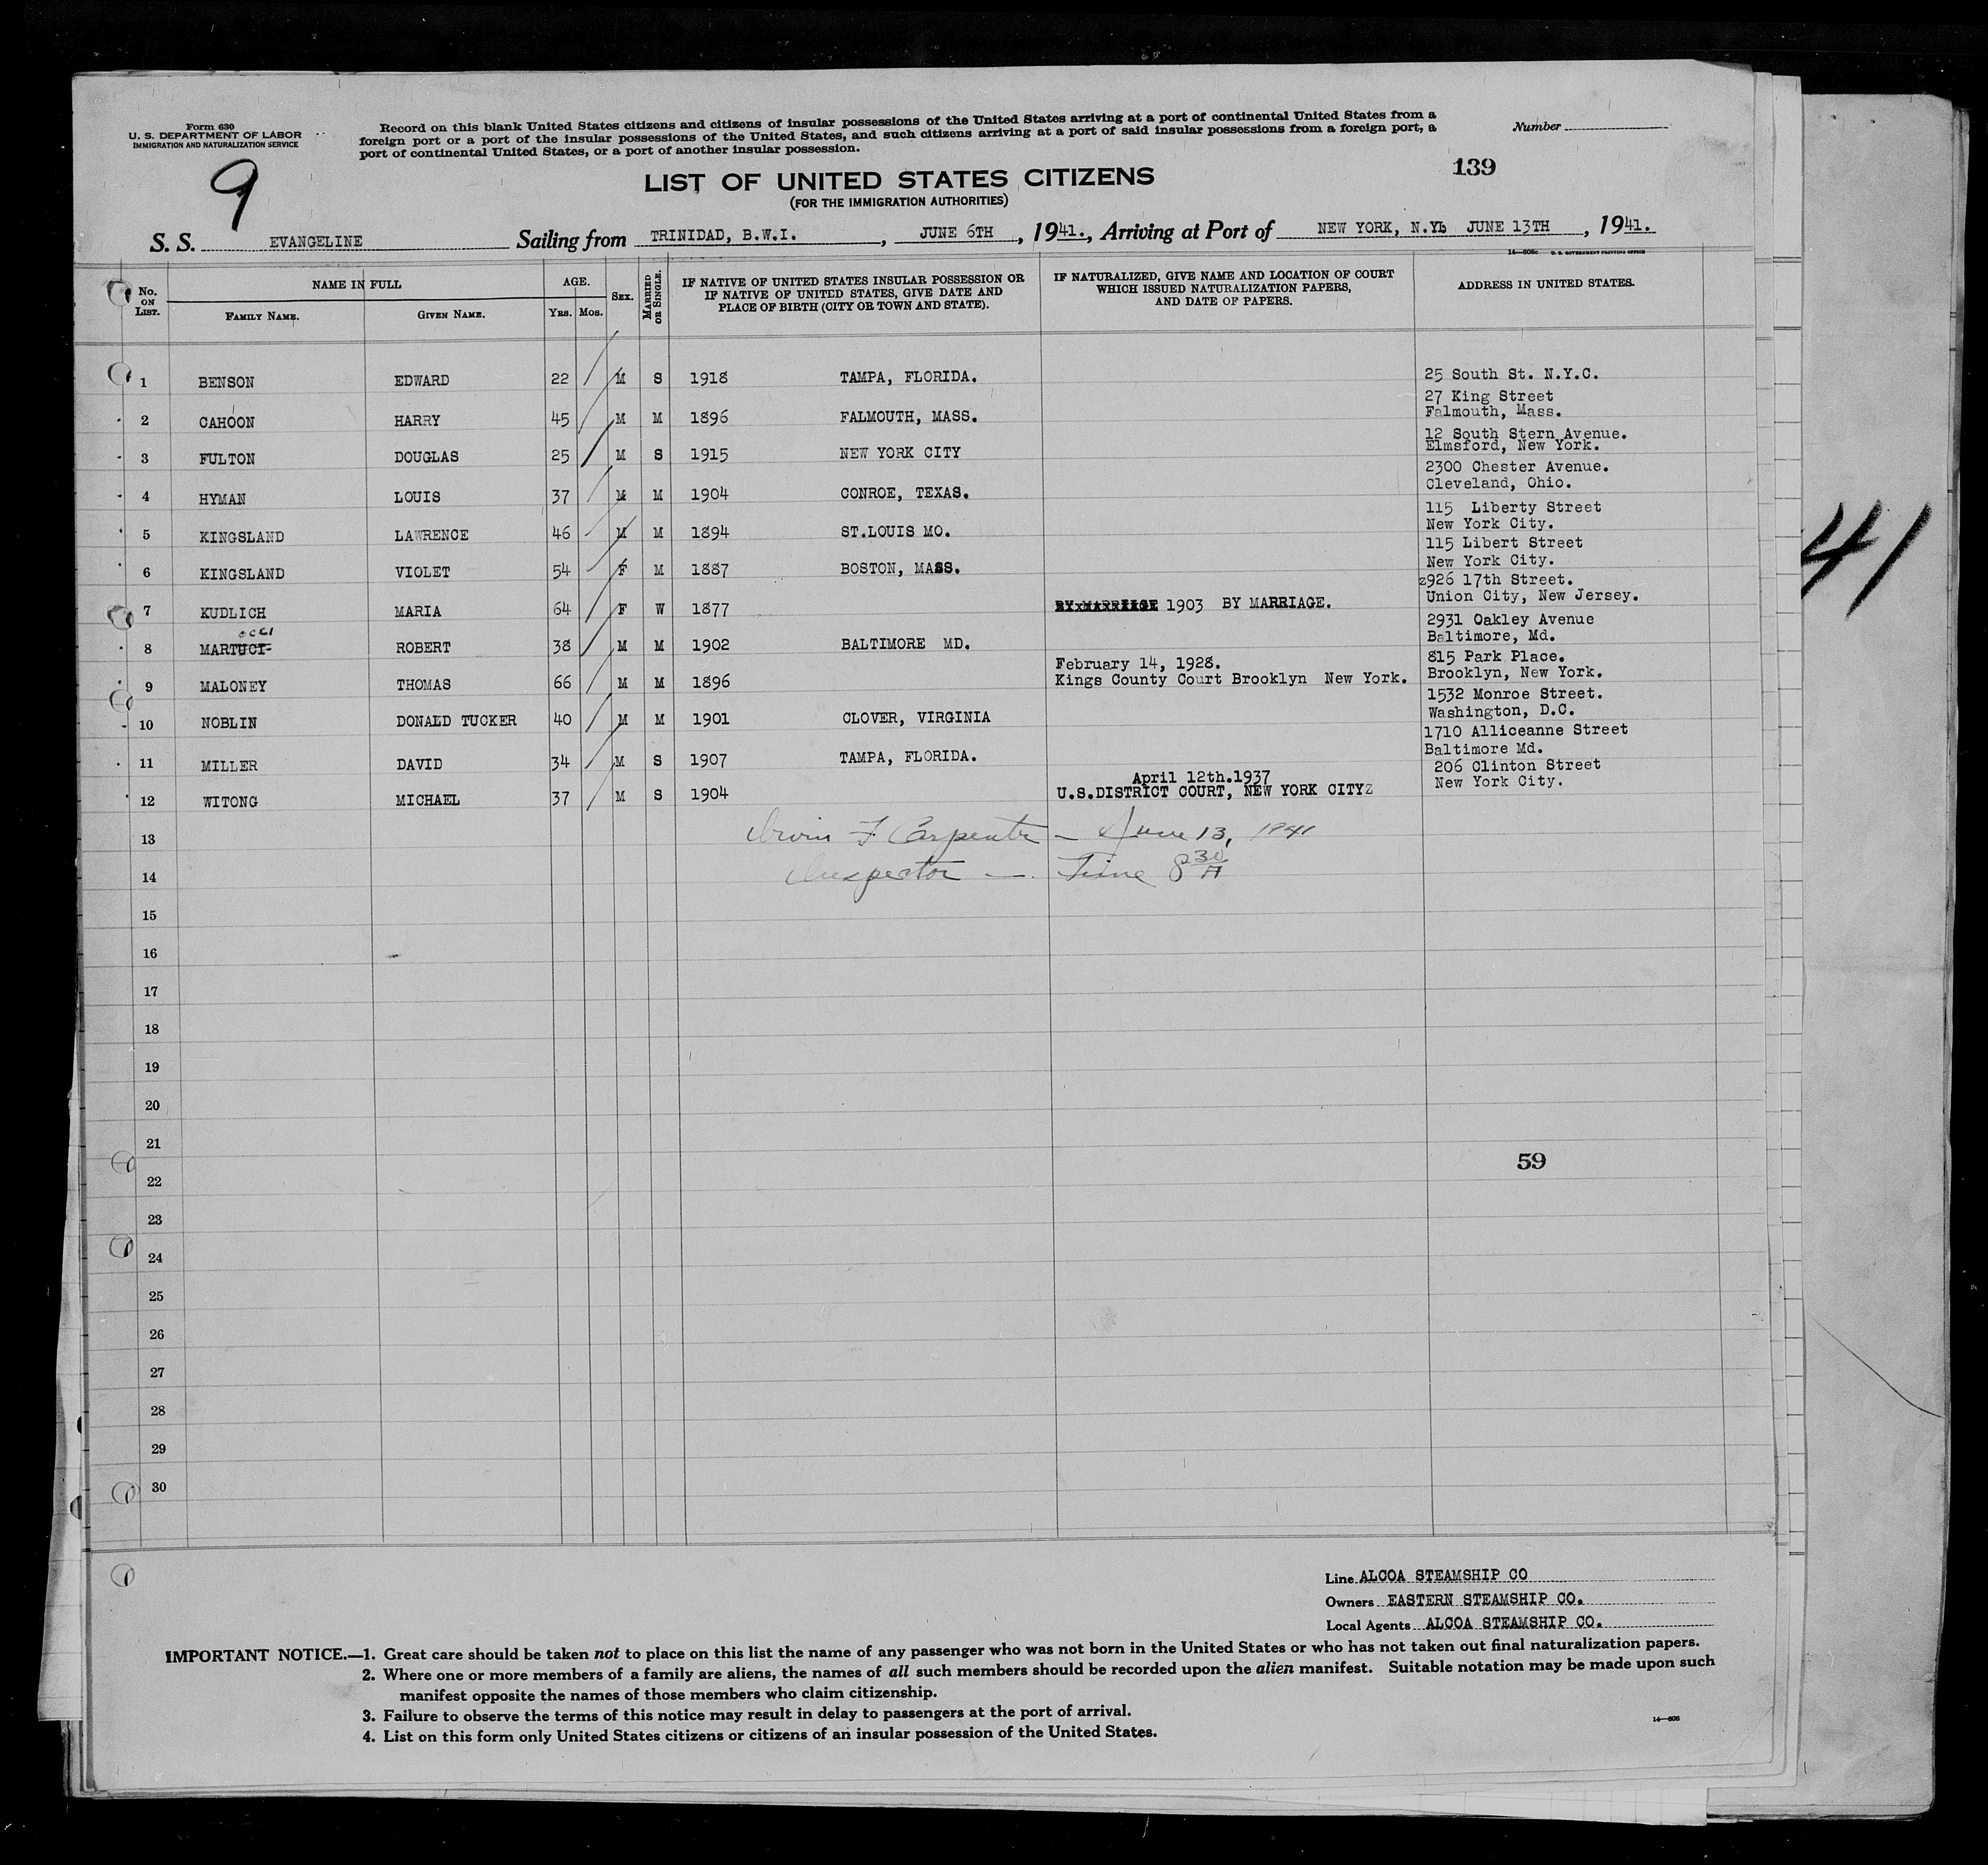 Form 630
U. S. DEPARTMENT OF LABOR
IMMIGRATION AND NATURALIZATION SERVICE
Record on this blank United States citizens and citizens of insular possessions of the United States arriving at a port of continental United States from a
foreign port or a port of the insular possessions of the United States, and such citizens arriving at a port of said insular possessions from a foreign port, a
port of continental United States, or a port of another insular possession.
Number
9
139
LIST OF UNITED STATES CITIZENS
(FOR THE IMMIGRATION AUTHORITIES)
S. S. EVANGELINE Sailing from TRINIDAD, B.W.I. , JUNE 6TH , 1941., Arriving at Port of NEW YORK, N.Y. JUNE 13TH , 1941.
14—608c U. S. GOVERNMENT PRINTING OFFICE
No. ON LIST. NAME IN FULL FAMILY NAME. GIVEN NAME. AGE. YRS. MOS. SEX. MARRIED OR SINGLE. IF NATIVE OF UNITED STATES INSULAR POSSESSION OR IF NATIVE OF UNITED STATES, GIVE DATE AND PLACE OF BIRTH (CITY OR TOWN AND STATE). IF NATURALIZED, GIVE NAME AND LOCATION OF COURT WHICH ISSUED NATURALIZATION PAPERS, AND DATE OF PAPERS. ADDRESS IN UNITED STATES.
1 BENSON EDWARD 22 M S 1918 TAMPA, FLORIDA. 25 South St. N.Y.C.
27 King Street
2 CAHOON HARRY 45 M M 1896 FALMOUTH, MASS. Falmouth, Mass.
12 South Stern Avenue.
3 FULTON DOUGLAS 25 M S 1915 NEW YORK CITY Elmsford, New York.
2300 Chester Avenue.
4 HYMAN LOUIS 37 M M 1904 CONROE, TEXAS. Cleveland, Ohio.
115 Liberty Street
5 KINGSLAND LAWRENCE 46 M M 1894 ST.LOUIS MO. New York City.
115 Libert Street
6 KINGSLAND VIOLET 54 F M 1887 BOSTON, MASS. New York City.
z926 17th Street.
7 KUDLICH MARIA 64 F W 1877 BY MARRIAGE 1903 BY MARRIAGE. Union City, New Jersey.
2931 Oakley Avenue
occi
8 MARTUCI ROBERT 38 M M 1902 BALTIMORE MD. Baltimore, Md.
February 14, 1928. 815 Park Place.
9 MALONEY THOMAS 66 M M 1896 Kings County Court Brooklyn New York. Brooklyn, New York.
1532 Monroe Street.
10 NOBLIN DONALD TUCKER 40 M M 1901 CLOVER, VIRGINIA Washington, D.C.
1710 Alliceanne Street
11 MILLER DAVID 34 M S 1907 TAMPA, FLORIDA. Baltimore Md.
April 12th.1937 206 Clinton Street
12 WITONG MICHAEL 37 M S 1904 U.S.DISTRICT COURT, NEW YORK CITYZ New York City.
13 Irvin F Carpenter — June 13, 1941
14 Inspector — Time 8 30 A
15
16
17
18
19
20
21
59
22
23
24
25
26
27
28
29
30
41
Line ALCOA STEAMSHIP CO
Owners EASTERN STEAMSHIP CO.
Local Agents ALCOA STEAMSHIP CO.
IMPORTANT NOTICE.—1. Great care should be taken not to place on this list the name of any passenger who was not born in the United States or who has not taken out final naturalization papers.
2. Where one or more members of a family are aliens, the names of all such members should be recorded upon the alien manifest. Suitable notation may be made upon such
manifest opposite the names of those members who claim citizenship.
3. Failure to observe the terms of this notice may result in delay to passengers at the port of arrival.
4. List on this form only United States citizens or citizens of an insular possession of the United States.
14—608